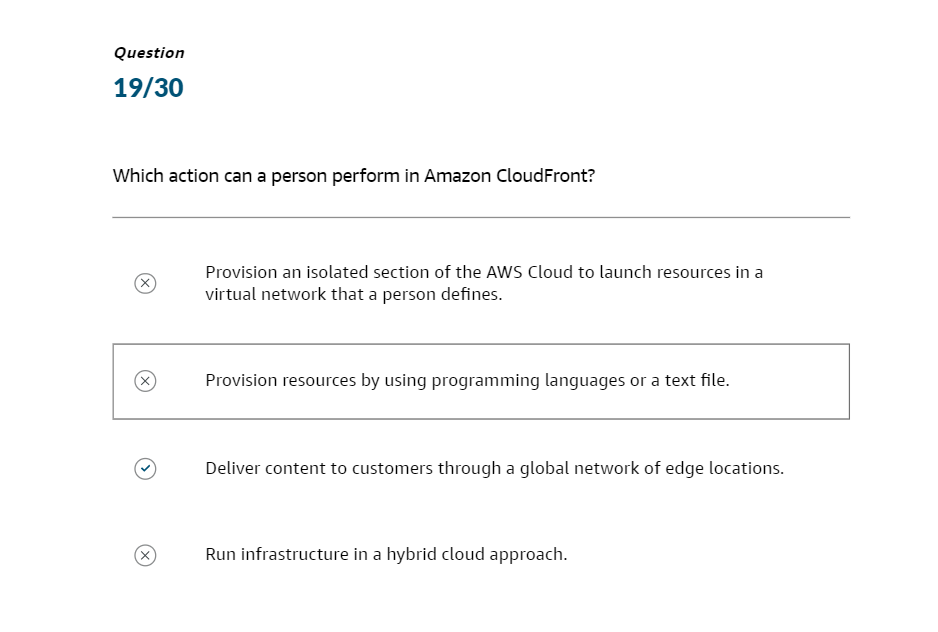 Question
19/30
Which action can a person perform in Amazon CloudFront?
Provision an isolated section of the AWS Cloud to launch resources in a
virtual network that a person defines.
Provision resources by using programming languages or a text file.
Deliver content to customers through a global network of edge locations.
Run infrastructure in a hybrid cloud approach.